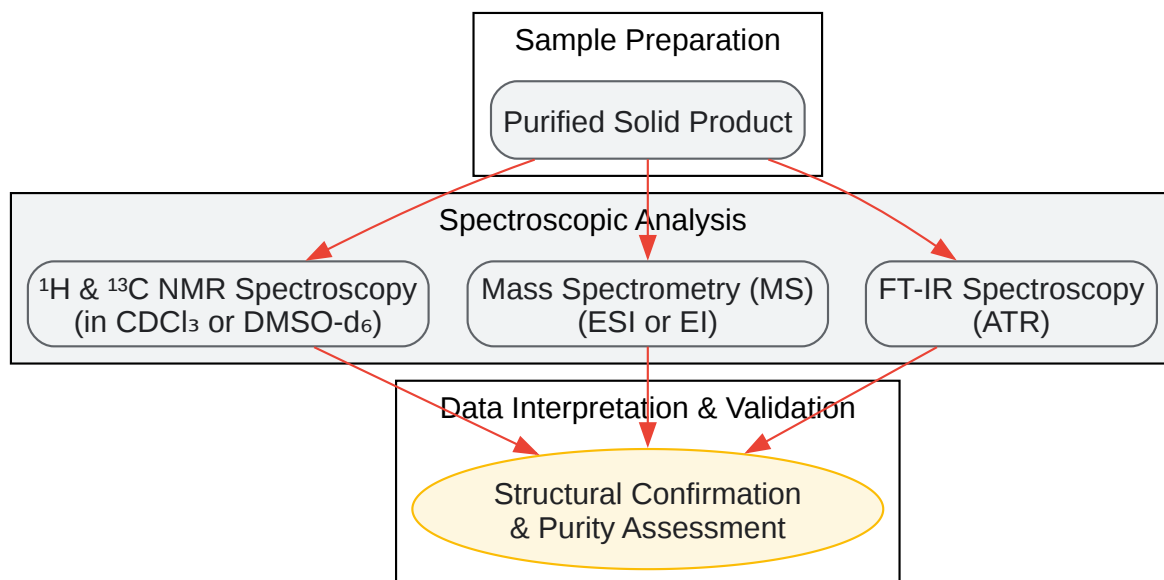 Sample Preparation
Purified Solid Product
Spectroscopic Analysis
¹H & ¹³C NMR Spectroscopy
(in CDCl₃ or DMSO-d₆)
Mass Spectrometry (MS)
(ESI or EI)
FT-IR Spectroscopy
(ATR)
Data Interpretation & Validation
Structural Confirmation
& Purity Assessment